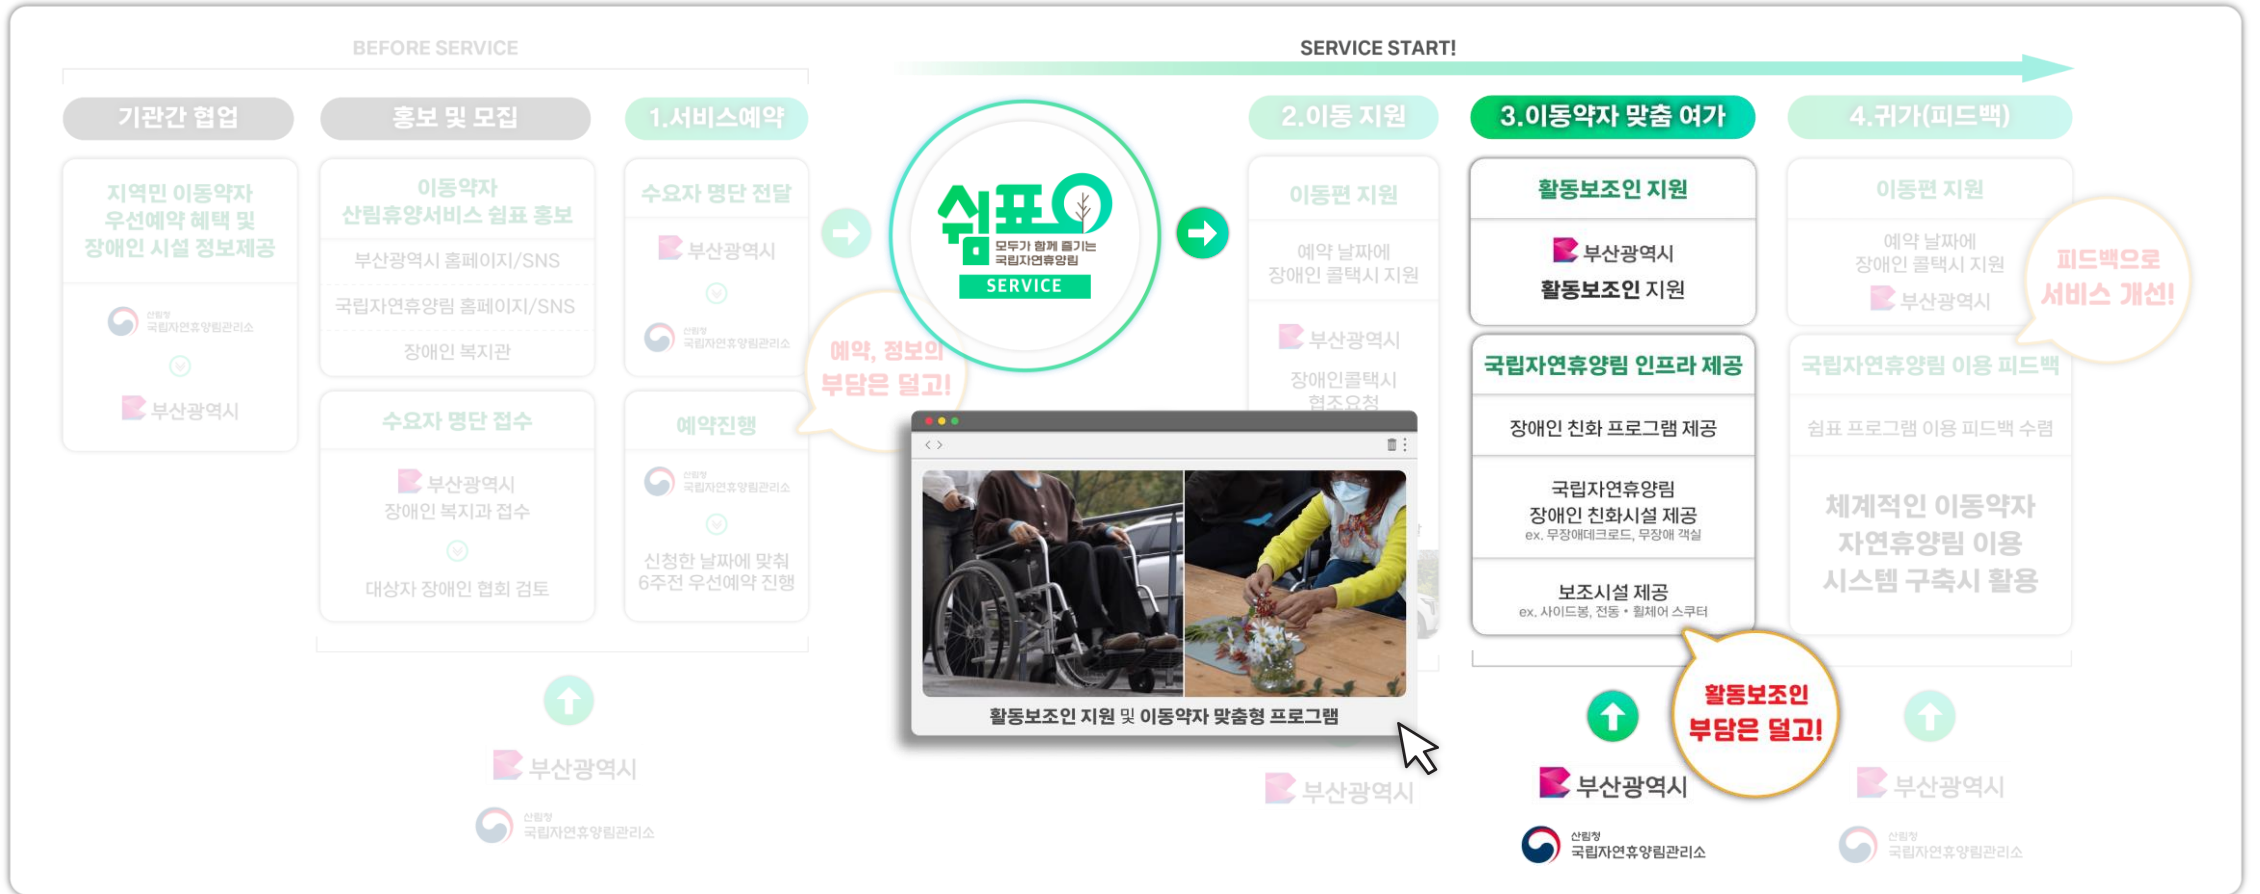 BEFORE SERVICE
SERVICE START!
기관간 협업
지역민 이동약자
우선예약 혜택 및
장애인 시설 정보제공
산림청
국립자연휴양림관리소
부산광역시
홍보 및 모집
이동약자
산림휴양서비스 쉼표 홍보
부산광역시 홈페이지/SNS
국립자연휴양림 홈페이지/SNS
장애인 복지관
수요자 명단 접수
부산광역시
장애인 복지과 접수
대상자 장애인 협회 검토
1.서비스예약
수요자 명단 전달
부산광역시
산림청
국립자연휴양림관리소
예약진행
산림청
국립자연휴양림관리소
신청한 날짜에 맞춰
6주전 우선예약 진행
예약, 정보의
부담은 덜고!
부산광역시
산림청
국립자연휴양림관리소
쉼표
모두가 함께 즐기는
국립자연휴양림
SERVICE
활동보조인 지원 및 이동약자 맞춤형 프로그램
2.이동 지원
이동편 지원
예약 날짜에
장애인 콜택시 지원
부산광역시
장애인콜택시
협조요청
부산광역시
3.이동약자 맞춤 여가
활동보조인 지원
부산광역시
활동보조인 지원
국립자연휴양림 인프라 제공
장애인 친화 프로그램 제공
국립자연휴양림
장애인 친화시설 제공
ex. 무장애데크로드, 무장애 객실
보조시설 제공
ex. 사이드봉, 전동・휠체어 스쿠터
활동보조인
부담은 덜고!
부산광역시
산림청
국립자연휴양림관리소
4.귀가(피드백)
이동편 지원
예약 날짜에
장애인 콜택시 지원
부산광역시
피드백으로
서비스 개선!
국립자연휴양림 이용 피드백
쉼표 프로그램 이용 피드백 수렴
체계적인 이동약자
자연휴양림 이용
시스템 구축시 활용
부산광역시
산림청
국립자연휴양림관리소